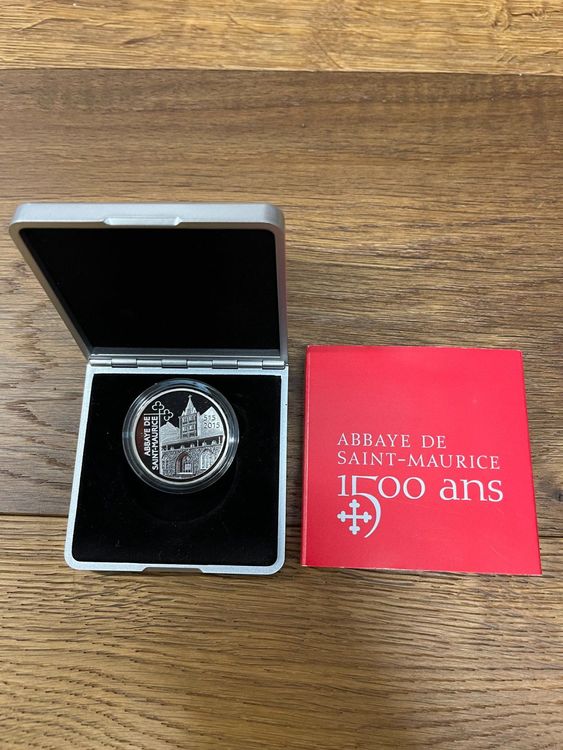 ABBAYE DE
SAINT-MAURICE
515
2015
ABBAYE DE
SAINT-MAURICE
1500 ans